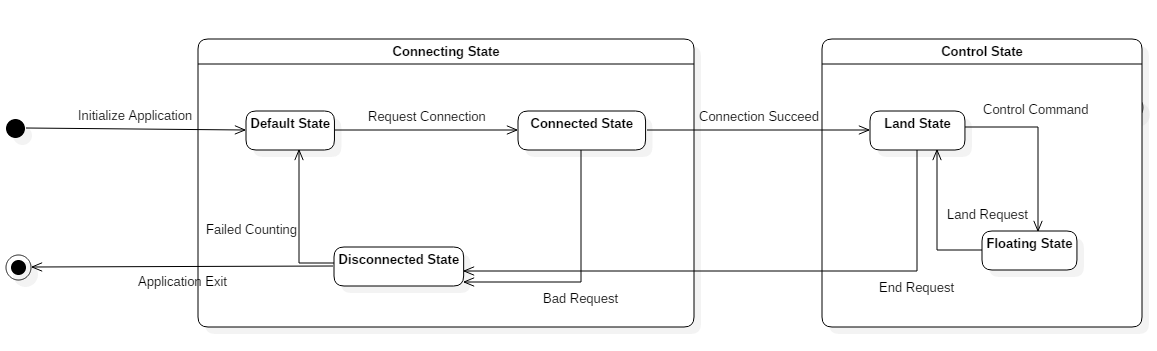 Connecting State
Control State
Initialize Application
Default State
Request Connection
Connected State
Connection Succeed
Land State
Control Command
Failed Counting
Land Request
Floating State
Disconnected State
Application Exit
Bad Request
End Request